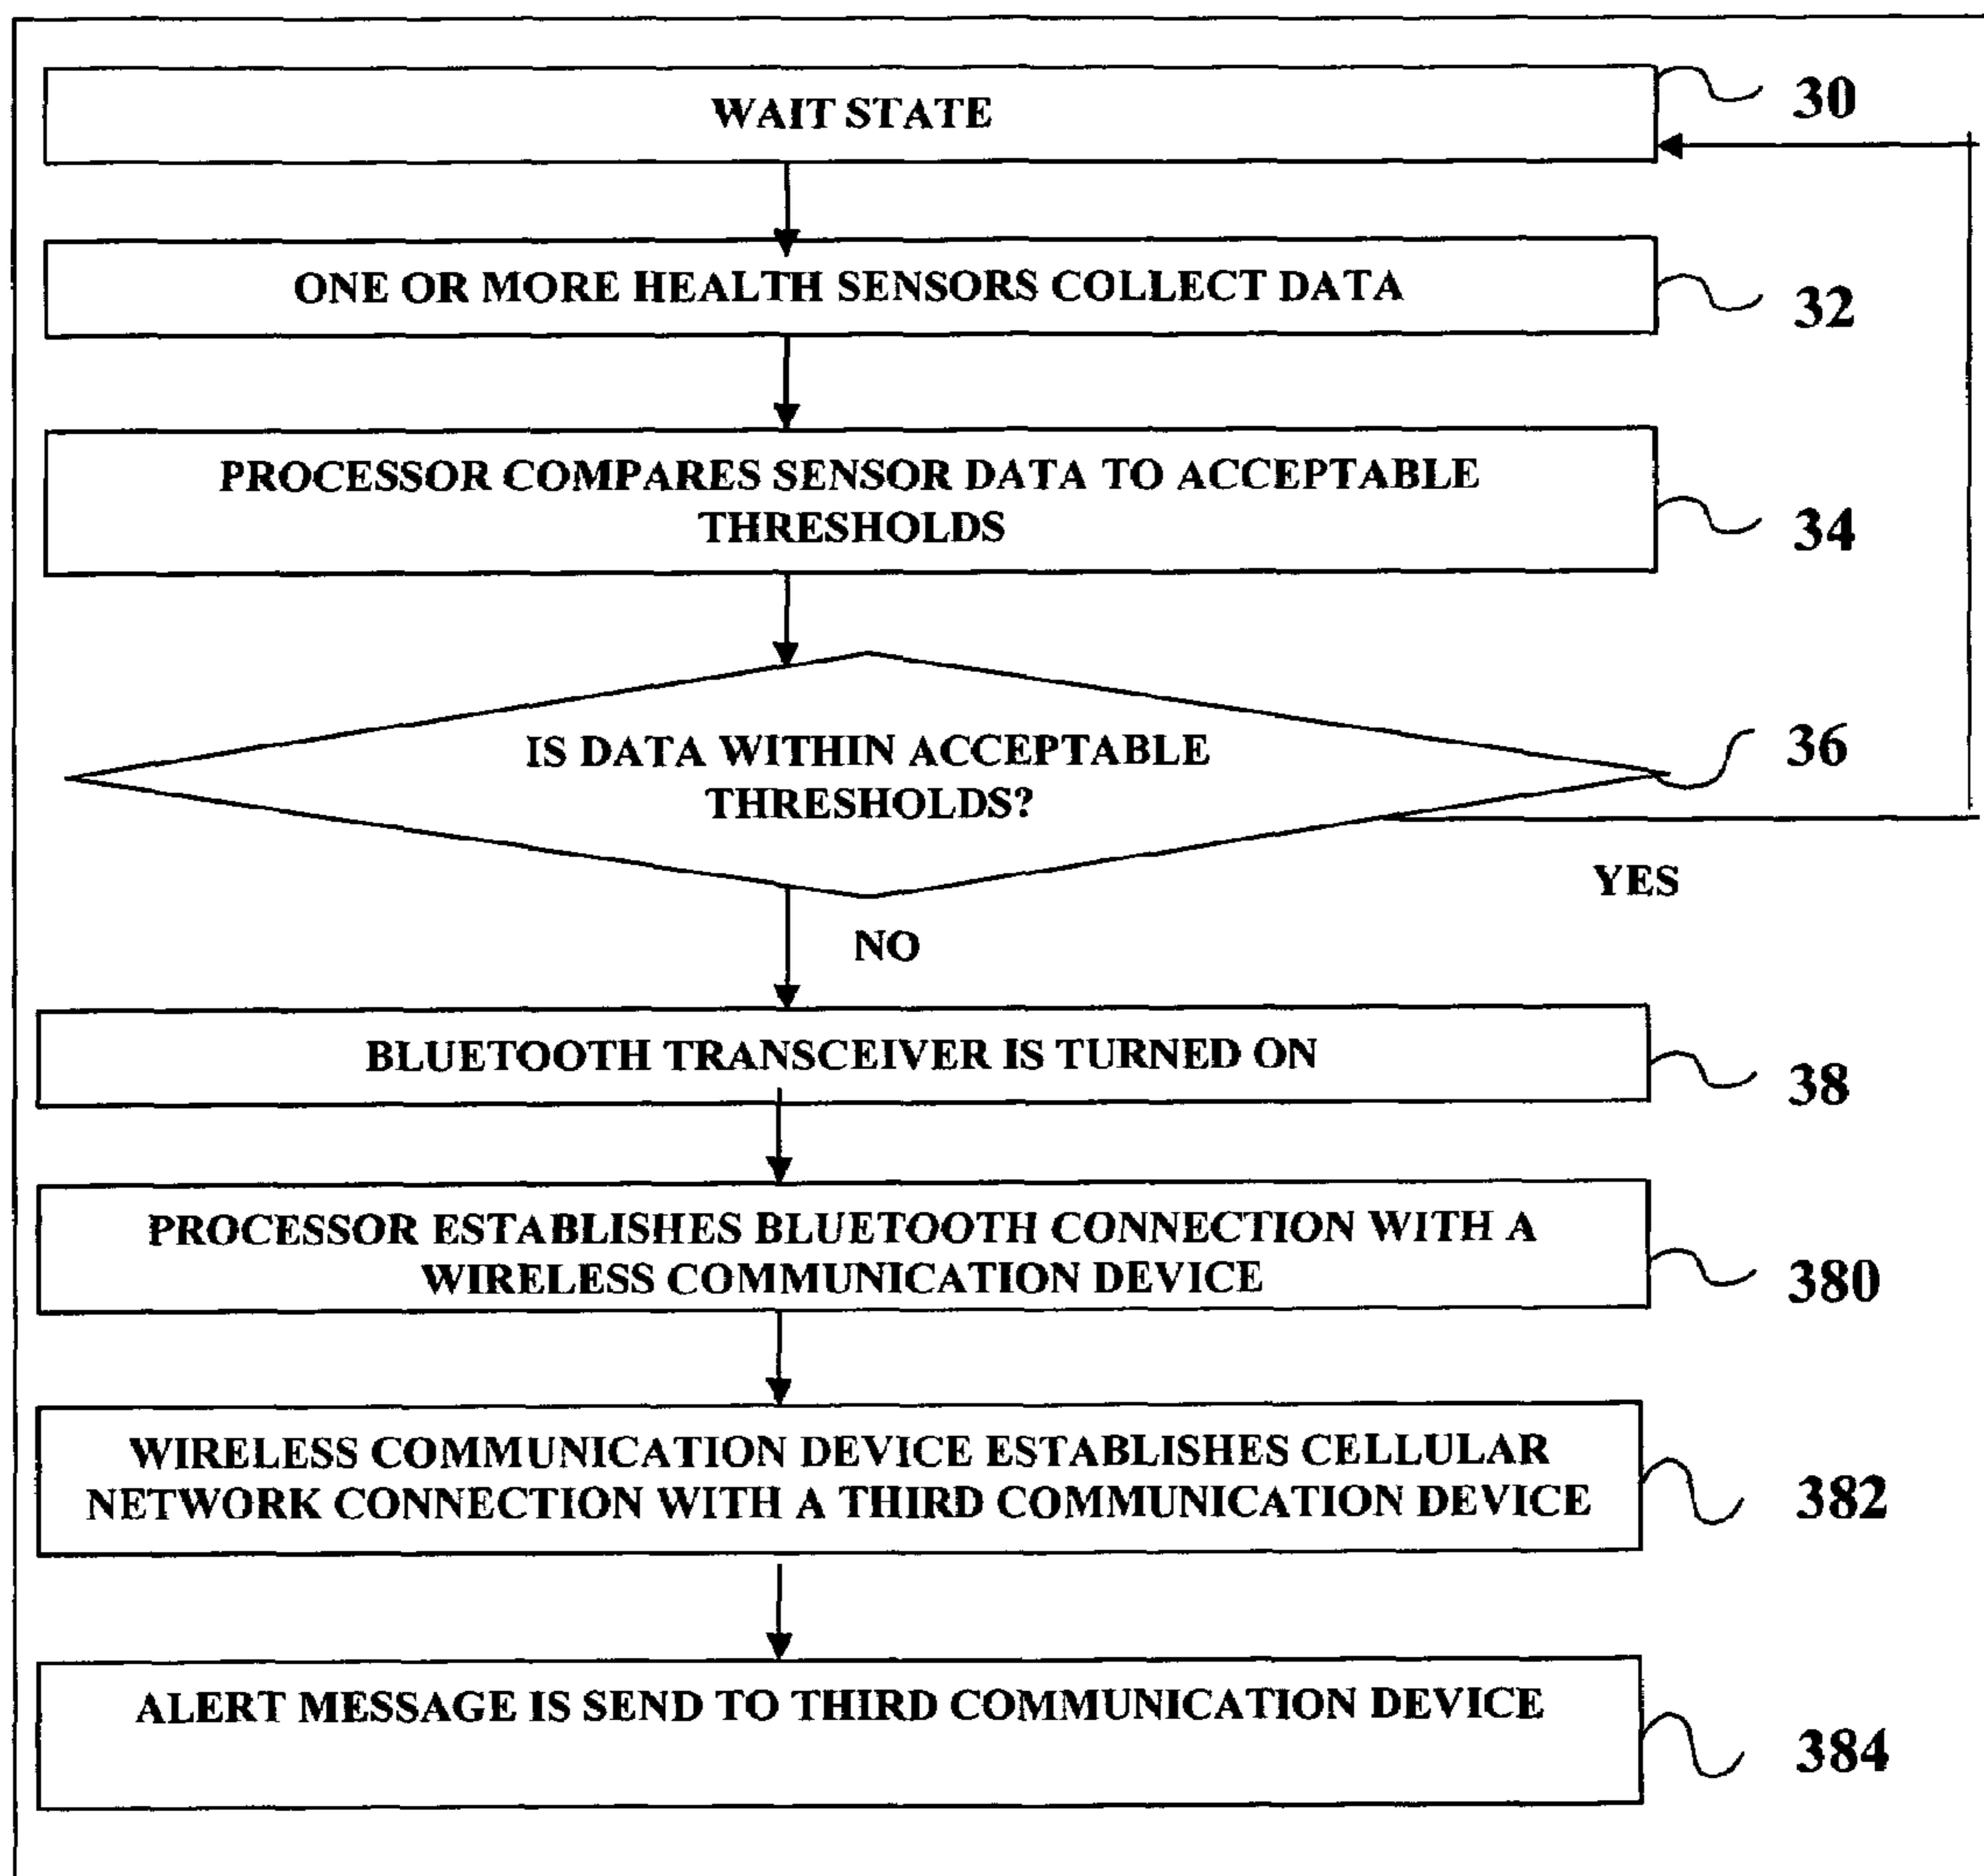 WAIT STATE
30
ONE OR MORE HEALTH SENSORS COLLECT DATA
32
PROCESSOR COMPARES SENSOR DATA TO ACCEPTABLE
THRESHOLDS
34
IS DATA WITHIN ACCEPTABLE
THRESHOLDS?
36
YES
NO
BLUETOOTH TRANSCEIVER IS TURNED ON
38
PROCESSOR ESTABLISHES BLUETOOTH CONNECTION WITH A
WIRELESS COMMUNICATION DEVICE
380
WIRELESS COMMUNICATION DEVICE ESTABLISHES CELLULAR
NETWORK CONNECTION WITH A THIRD COMMUNICATION DEVICE
382
ALERT MESSAGE IS SEND TO THIRD COMMUNICATION DEVICE
384